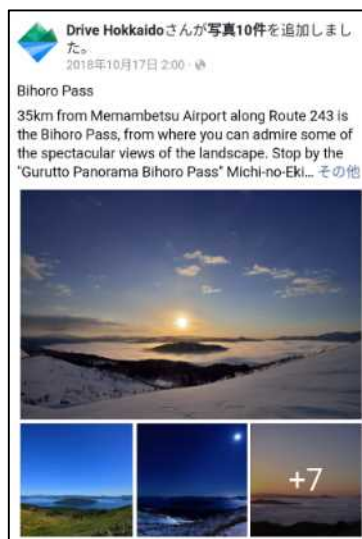 Drive Hokkaidoさんが写真10件を追加しまし
た。
2018年10月17日 2:00 ·
Bihoro Pass
35km from Memambetsu Airport along Route 243 is
the Bihoro Pass, from where you can admire some of
the spectacular views of the landscape. Stop by the
"Gurutto Panorama Bihoro Pass" Michi-no-Eki... その他
+7